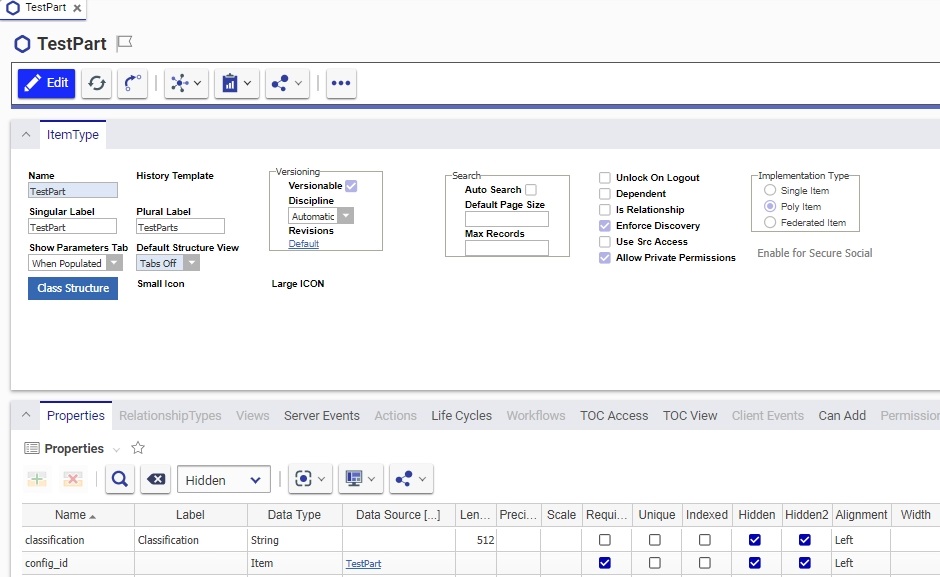 TestPart
TestPart
Edit
ItemType
Name
TestPart
History Template
Singular Label
TestPart
Plural Label
TestParts
Show Parameters Tab
When Populated
Default Structure View
Tabs Off
Class Structure
Small Icon
Large ICON
Versioning
Versionable
Discipline
Automatic
Revisions
Default
Search
Auto Search
Default Page Size
Max Records
Unlock On Logout
Dependent
Is Relationship
Enforce Discovery
Use Src Access
Allow Private Permissions
Implementation Type
Single Item
Poly Item
Federated Item
Enable for Secure Social
Properties RelationshipTypes Views Server Events Actions Life Cycles Workflows TOC Access TOC View Client Events Can Add Permission
Properties
Hidden
Name Label Data Type Data Source [...] Len... Preci... Scale Requi... Unique Indexed Hidden Hidden2 Alignment Width
classification Classification String 512 Left
config_id Item TestPart Left